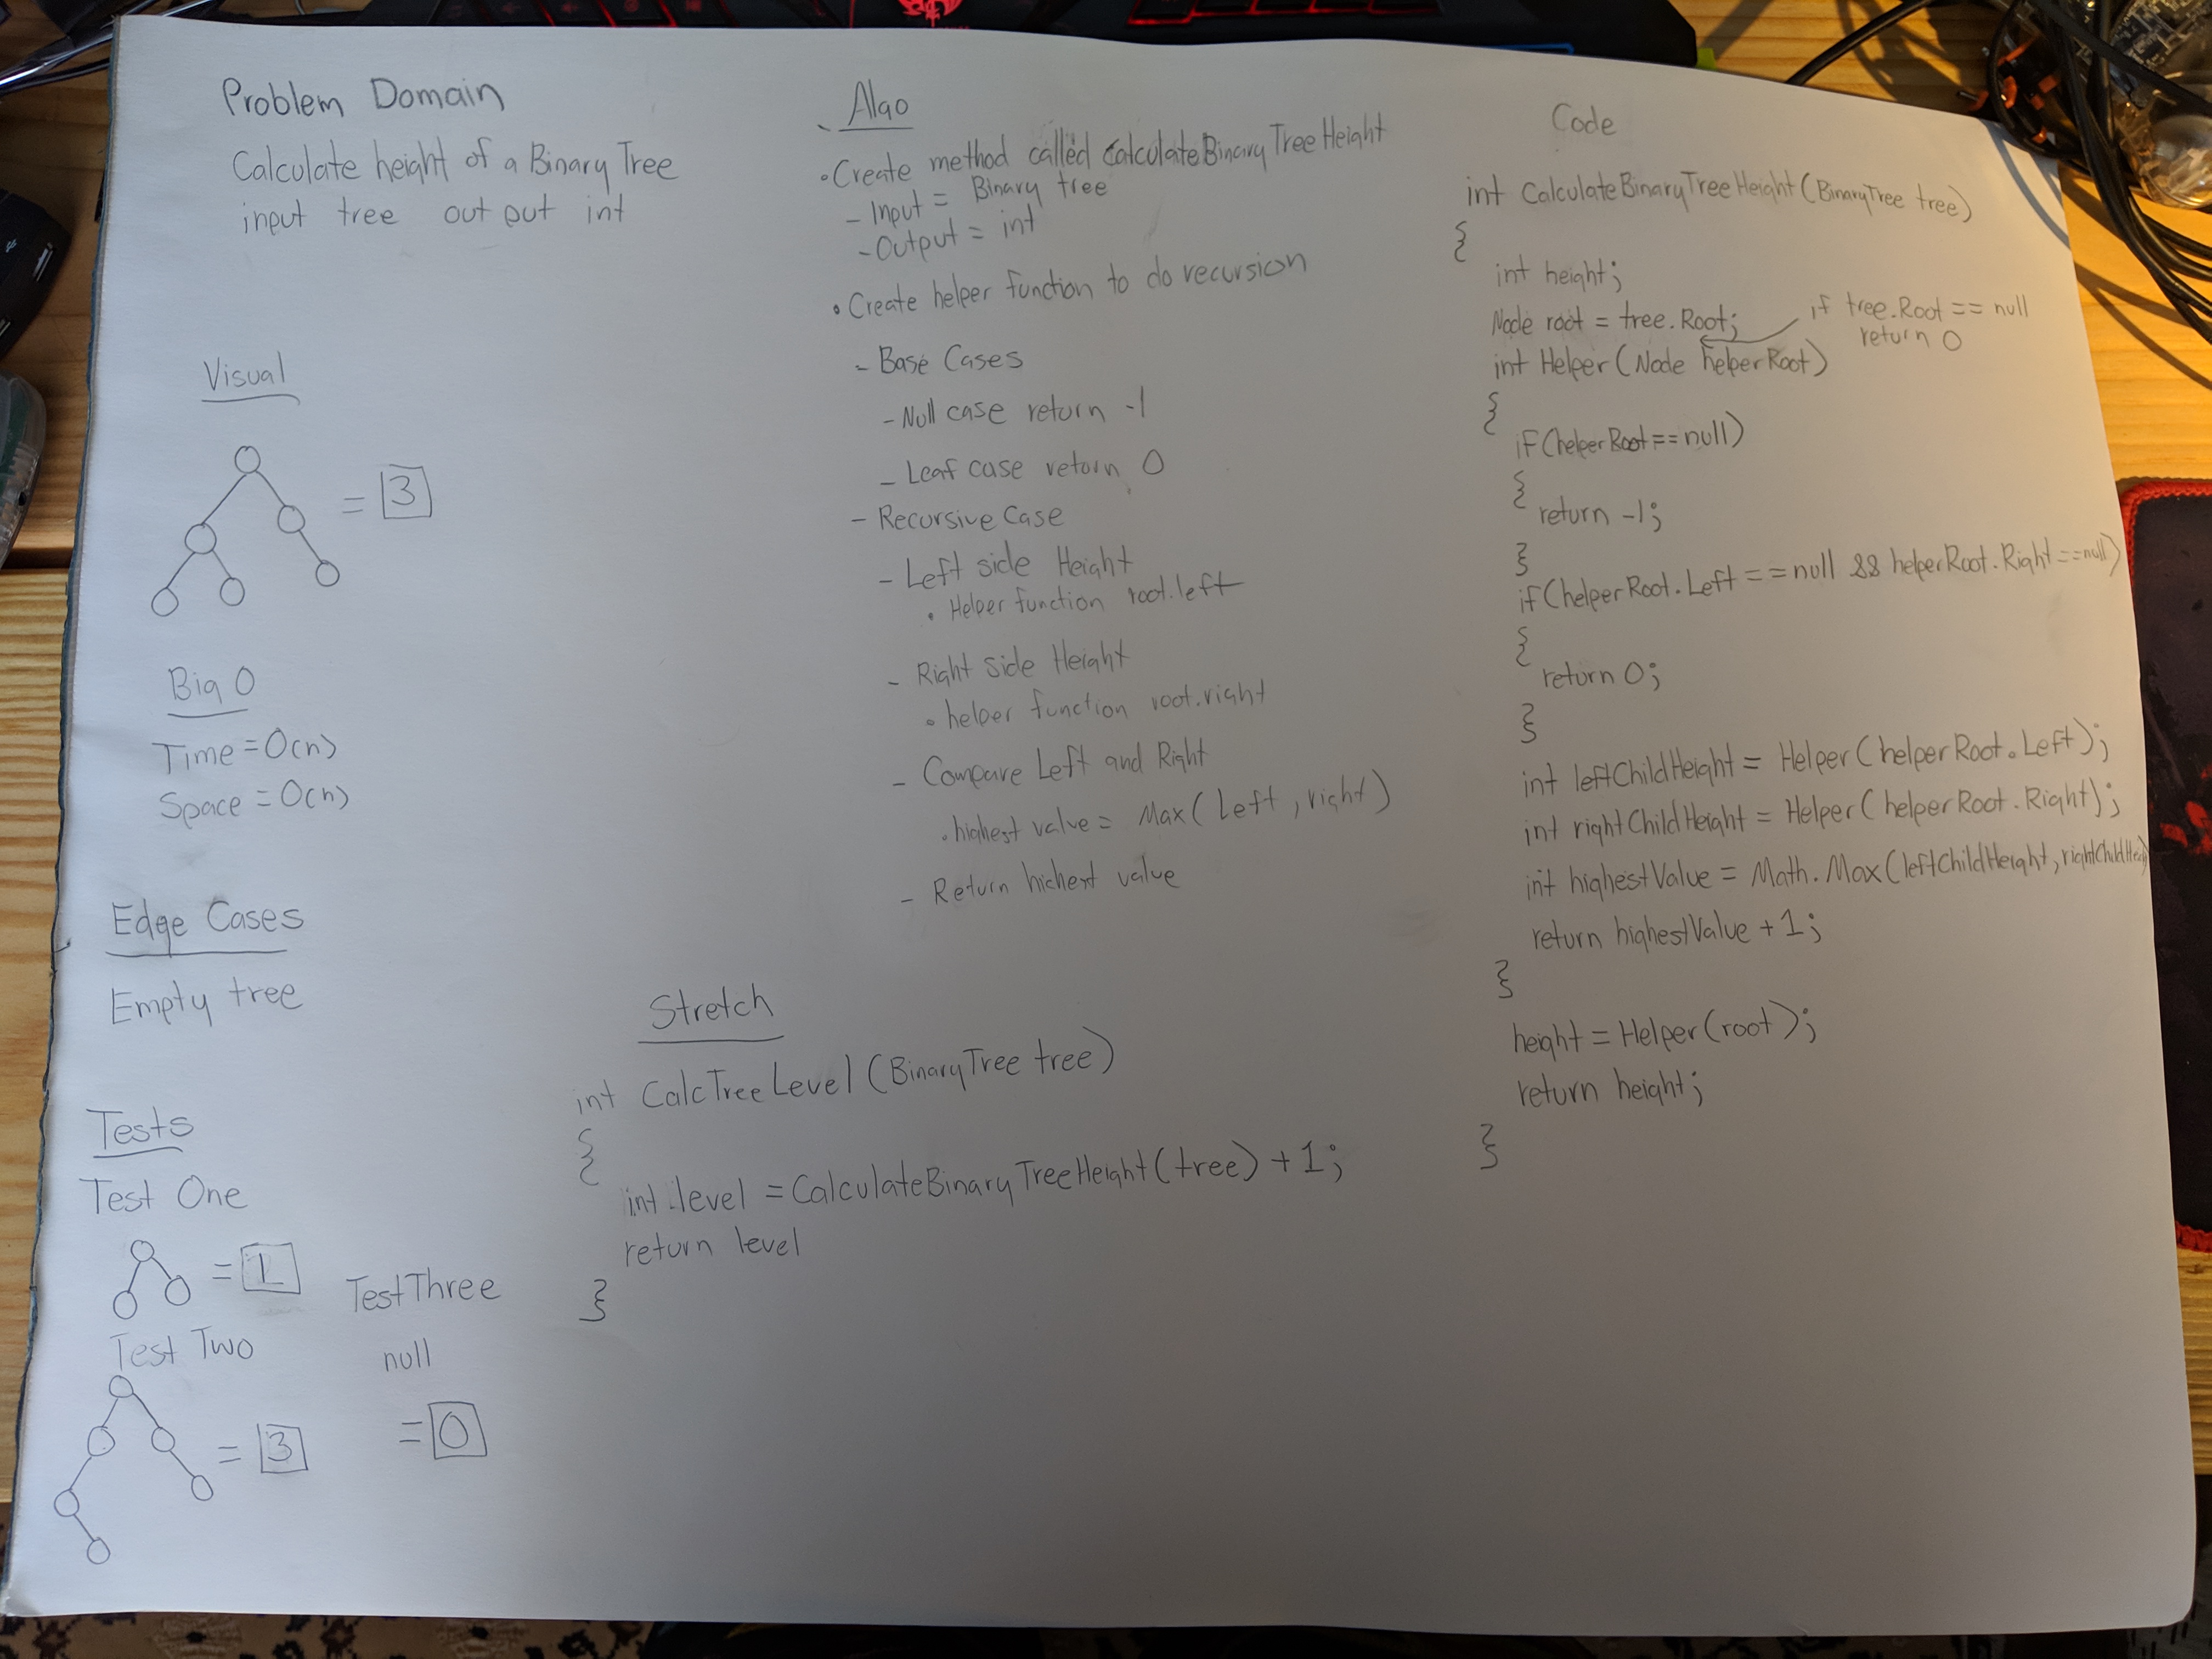 Problem Domain
Calculate height of a Binary Tree
input tree out put int
Visual
= 3
Big O
Time = O(n)
Space = O(n)
Edge Cases
Empty tree
Tests
Test One
= 1
Test Two
= 3
Test Three
null
= 0
Algo
• Create method called CalculateBinaryTreeHeight
- Input = Binary tree
- Output = int
• Create helper function to do recursion
- Base Cases
- Null case return -1
- Leaf case return 0
- Recursive Case
- Left side Height
• Helper function root.left
- Right side Height
• helper function root.right
- Compare Left and Right
• highest value = Max(Left, right)
- Return highest value
Stretch
int CalcTreeLevel(BinaryTree tree)
{
int level = CalculateBinaryTreeHeight(tree) + 1;
return level
}
Code
int CalculateBinaryTreeHeight(BinaryTree tree)
{
int height;
Node root = tree.Root;
if tree.Root == null
return 0
int Helper(Node helperRoot)
{
if(helperRoot == null)
{
return -1;
}
if(helperRoot.Left == null && helperRoot.Right == null)
{
return 0;
}
int leftChildHeight = Helper(helperRoot.Left);
int rightChildHeight = Helper(helperRoot.Right);
int highestValue = Math.Max(leftChildHeight, rightChildHeigh)
return highestValue + 1;
}
height = Helper(root);
return height;
}